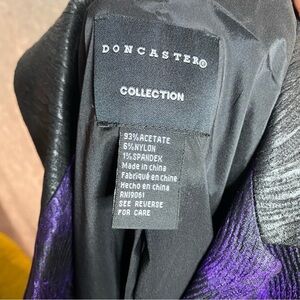 DONCASTER®
COLLECTION
93%ACETATE
6%NYLON
1%SPANDEX
Made in china
Fabriqué en chine
Hecho en china
RN19061
SEE REVERSE
FOR CARE